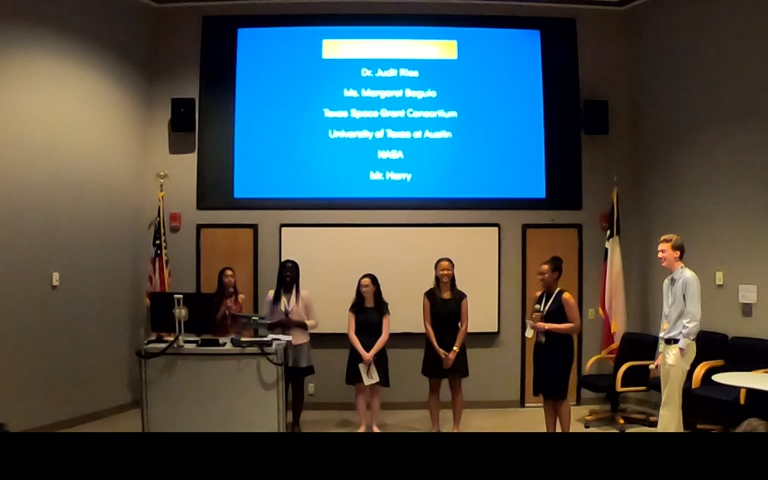 Dr. Judit Ries
Ms. Margaret Baguio
Texas Space Grant Consortium
University of Texas at Austin
NASA
Mr. Harry